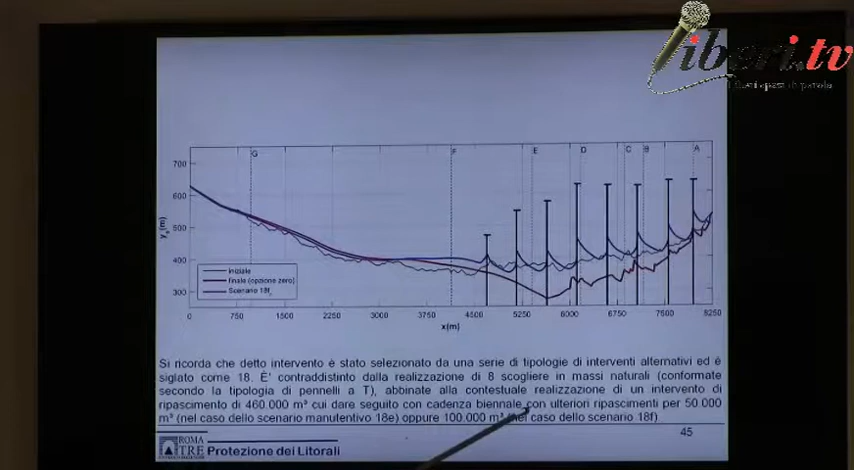 liberi.tv
G
F
E
D
C
B
A
700
600
500
400
300
y_s(m)
iniziale
finale (opzione zero)
Scenario 18f,
0
750
1500
2250
3000
3750
4500
5250
6000
6750
7500
8250
x(m)
Si ricorda che detto intervento è stato selezionato da una serie di tipologie di interventi alternativi ed è
siglato come 18. E' contraddistinto dalla realizzazione di 8 scogliere in massi naturali (conformate
secondo la tipologia di pennelli a T), abbinate alla contestuale realizzazione di un intervento di
ripascimento di 460.000 m³ cui dare seguito con cadenza biennale con ulteriori ripascimenti per 50.000
m³ (nel caso dello scenario manutentivo 18e) oppure 100.000 m³ (nel caso dello scenario 18f)
45
ROMA
TRE
Protezione dei Litorali